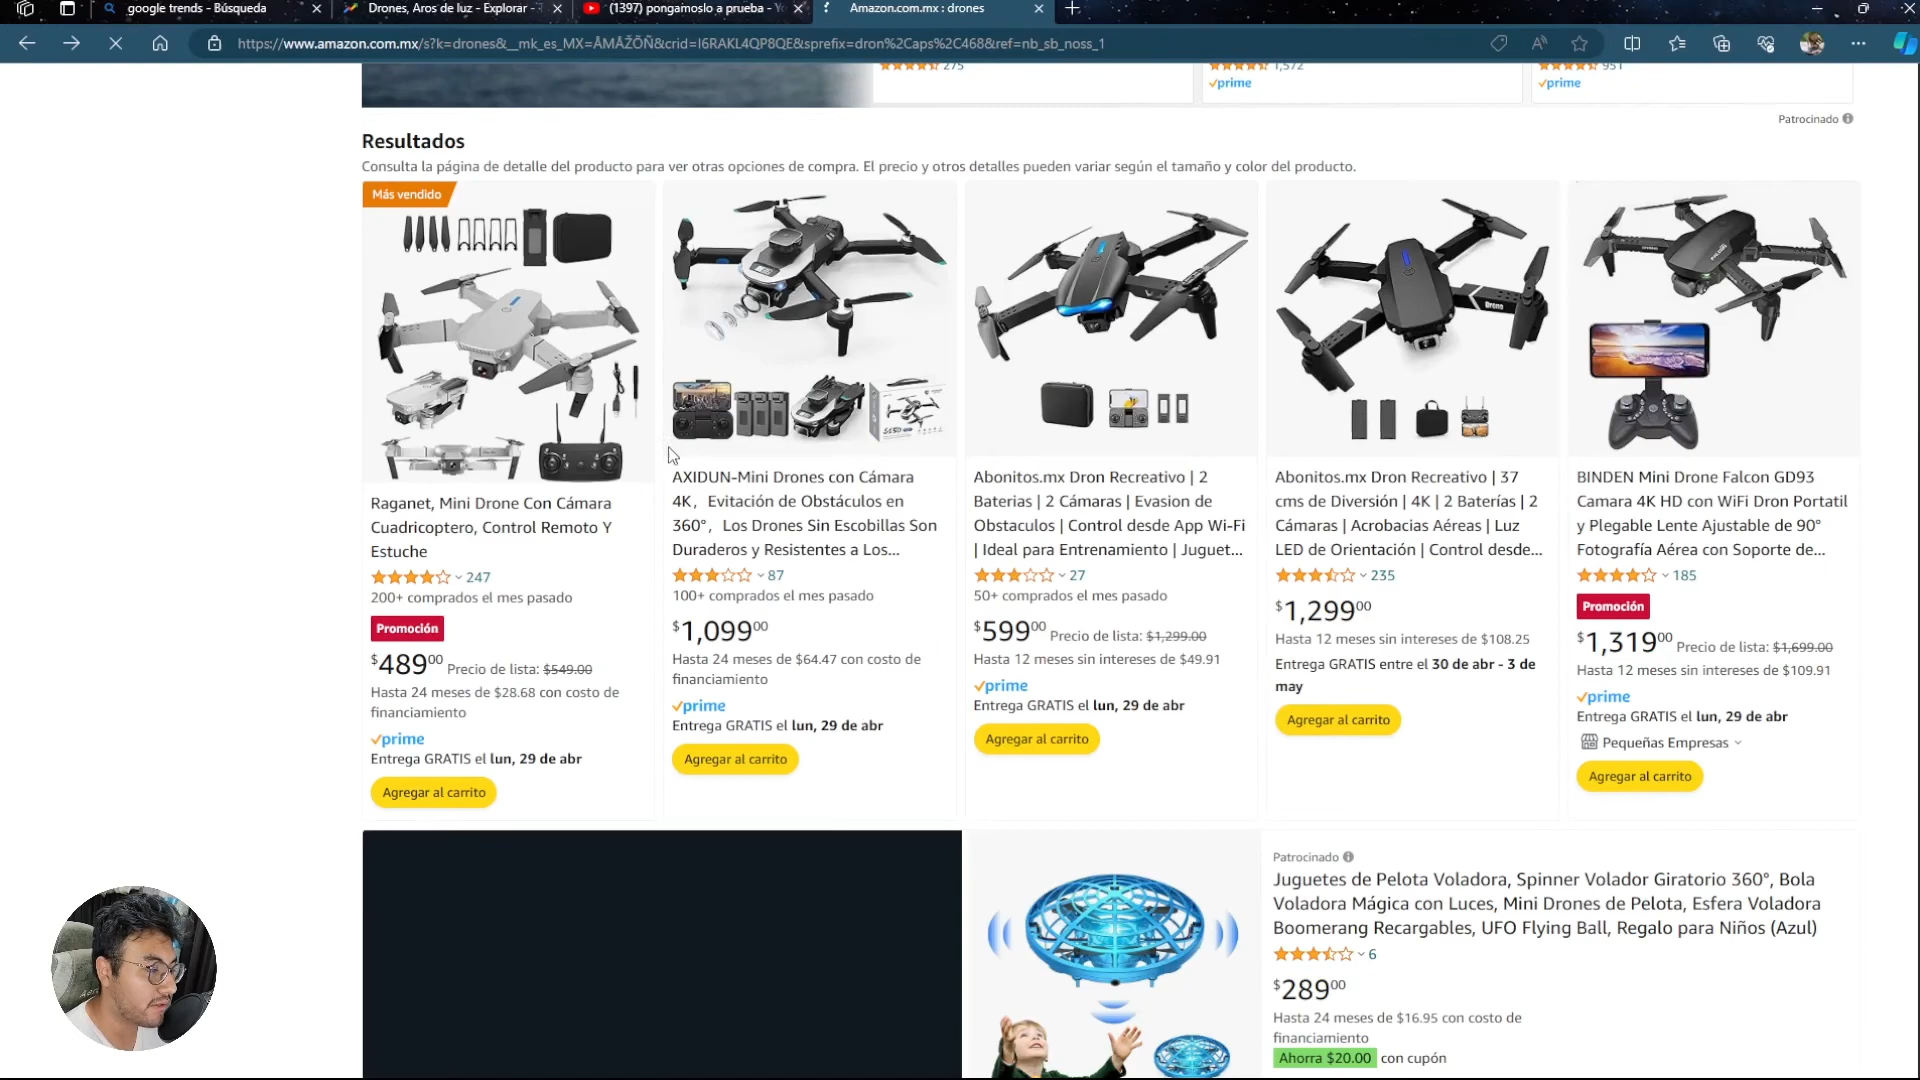 google trends - Búsqueda
Drones, Aros de luz - Explorar -
(1397) pongamoslo a prueba -
Amazon.com.mx : drones
https://www.amazon.com.mx/s?k=drones&__mk_es_MX=ÅMÅŽÕÑ&crid=I6RAKL4QP8QE&sprefix=dron%2Caps%2C468&ref=nb_sb_noss_1
275
1,572
951
prime
prime
Patrocinado
Resultados
Consulta la página de detalle del producto para ver otras opciones de compra. El precio y otros detalles pueden variar según el tamaño y color del producto.
Más vendido
Raganet, Mini Drone Con Cámara
Cuadricoptero, Control Remoto Y
Estuche
247
200+ comprados el mes pasado
Promoción
$489.00 Precio de lista: $549.00
Hasta 24 meses de $28.68 con costo de
financiamiento
prime
Entrega GRATIS el lun, 29 de abr
Agregar al carrito
AXIDUN-Mini Drones con Cámara
4K，Evitación de Obstáculos en
360°，Los Drones Sin Escobillas Son
Duraderos y Resistentes a Los...
87
100+ comprados el mes pasado
$1,099.00
Hasta 24 meses de $64.47 con costo de
financiamiento
prime
Entrega GRATIS el lun, 29 de abr
Agregar al carrito
Abonitos.mx Dron Recreativo | 2
Baterias | 2 Cámaras | Evasion de
Obstaculos | Control desde App Wi-Fi
| Ideal para Entrenamiento | Juguet...
27
50+ comprados el mes pasado
$599.00 Precio de lista: $1,299.00
Hasta 12 meses sin intereses de $49.91
prime
Entrega GRATIS el lun, 29 de abr
Agregar al carrito
Drone
Abonitos.mx Dron Recreativo | 37
cms de Diversión | 4K | 2 Baterías | 2
Cámaras | Acrobacias Aéreas | Luz
LED de Orientación | Control desde...
235
$1,299.00
Hasta 12 meses sin intereses de $108.25
Entrega GRATIS entre el 30 de abr - 3 de
may
Agregar al carrito
BINDEN Mini Drone Falcon GD93
Camara 4K HD con WiFi Dron Portatil
y Plegable Lente Ajustable de 90°
Fotografía Aérea con Soporte de...
185
Promoción
$1,319.00 Precio de lista: $1,699.00
Hasta 12 meses sin intereses de $109.91
prime
Entrega GRATIS el lun, 29 de abr
Pequeñas Empresas
Agregar al carrito
Patrocinado
Juguetes de Pelota Voladora, Spinner Volador Giratorio 360°, Bola
Voladora Mágica con Luces, Mini Drones de Pelota, Esfera Voladora
Boomerang Recargables, UFO Flying Ball, Regalo para Niños (Azul)
6
$289.00
Hasta 24 meses de $16.95 con costo de
financiamiento
Ahorra $20.00 con cupón